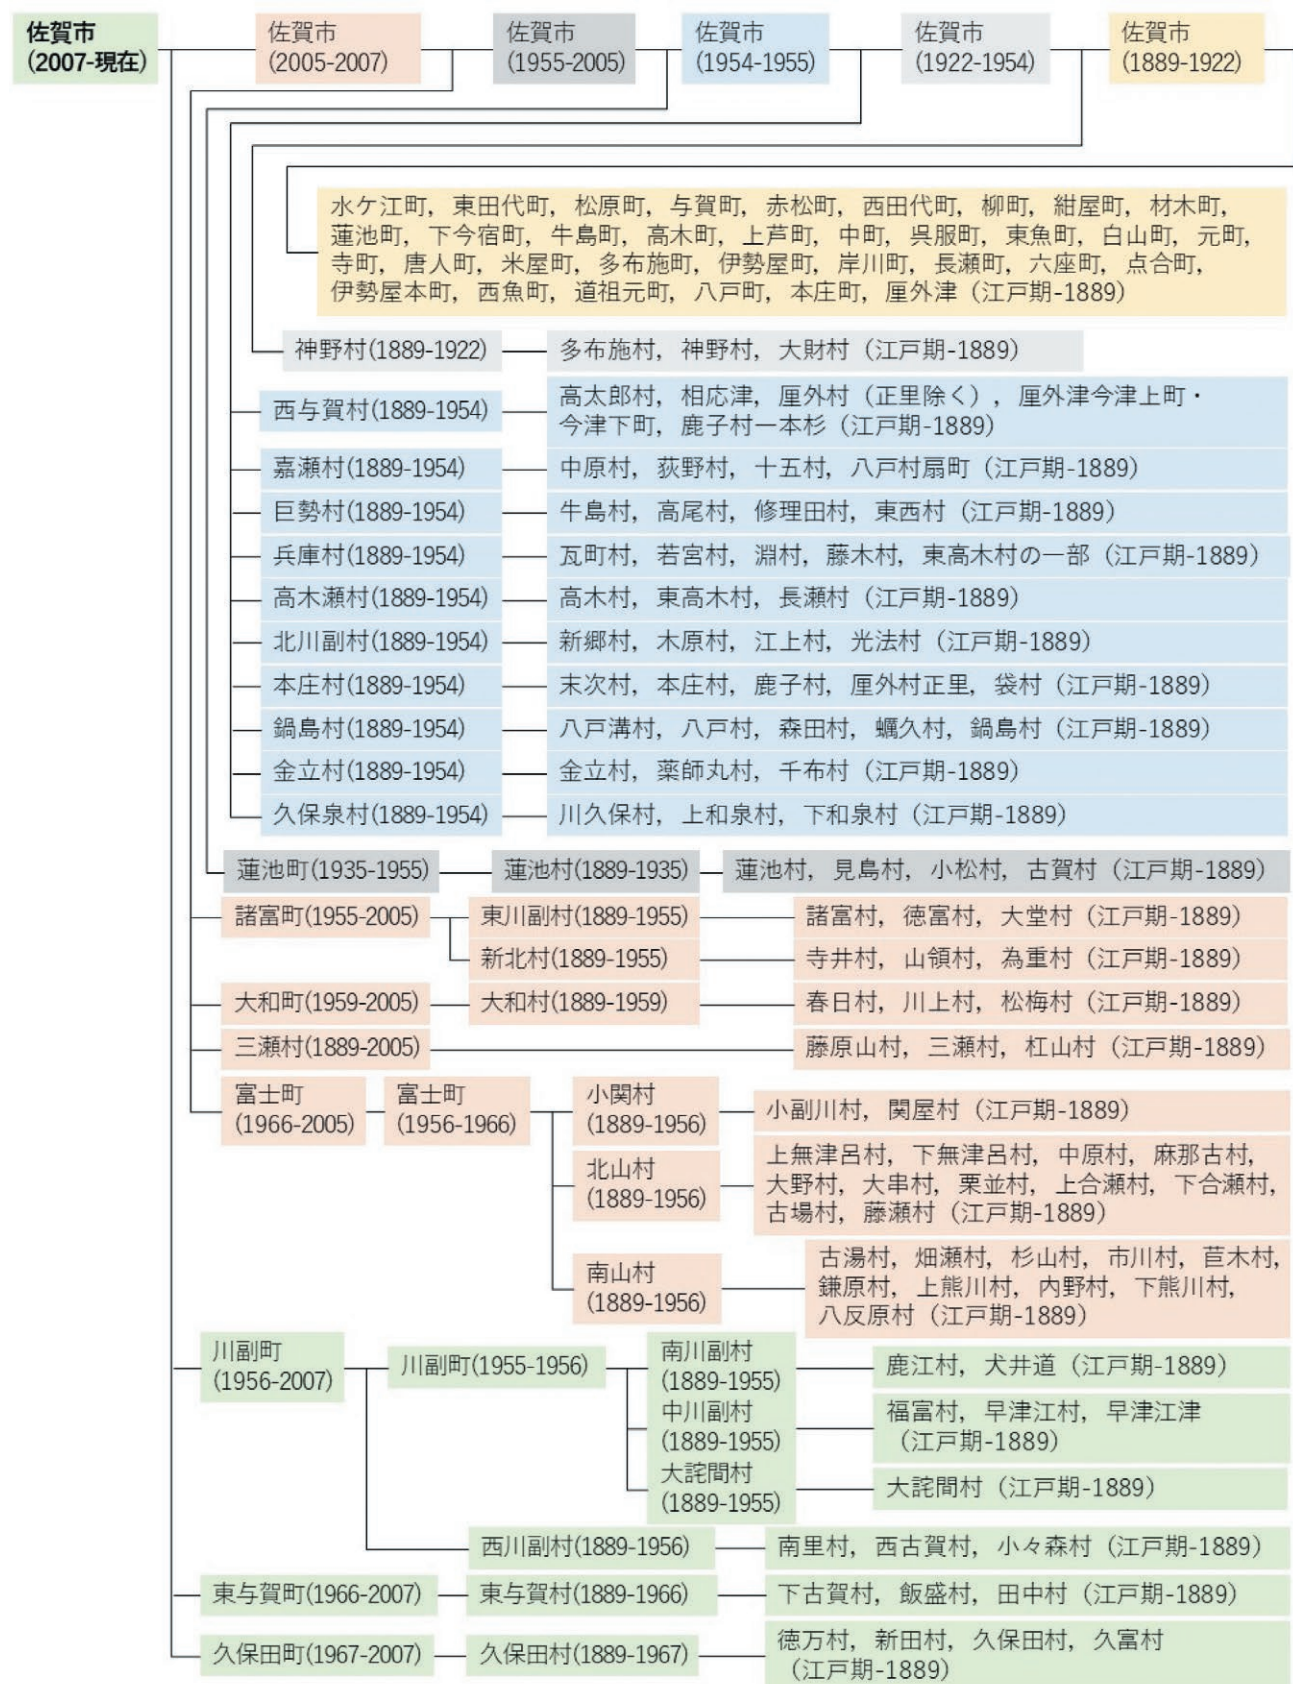 佐賀市
(2007-現在)
佐賀市
(2005-2007)
佐賀市
(1955-2005)
佐賀市
(1954-1955)
佐賀市
(1922-1954)
佐賀市
(1889-1922)
水ケ江町，東田代町，松原町，与賀町，赤松町，西田代町，柳町，紺屋町，材木町，
蓮池町，下今宿町，牛島町，高木町，上芦町，中町，呉服町，東魚町，白山町，元町，
寺町，唐人町，米屋町，多布施町，伊勢屋町，岸川町，長瀬町，六座町，点合町，
伊勢屋本町，西魚町，道祖元町，八戸町，本庄町，厘外津（江戸期-1889）
神野村(1889-1922)
多布施村，神野村，大財村（江戸期-1889）
西与賀村(1889-1954)
高太郎村，相応津，厘外村（正里除く），厘外津今津上町・
今津下町，鹿子村一本杉（江戸期-1889）
嘉瀬村(1889-1954)
中原村，荻野村，十五村，八戸村扇町（江戸期-1889）
巨勢村(1889-1954)
牛島村，高尾村，修理田村，東西村（江戸期-1889）
兵庫村(1889-1954)
瓦町村，若宮村，淵村，藤木村，東高木村の一部（江戸期-1889）
高木瀬村(1889-1954)
高木村，東高木村，長瀬村（江戸期-1889）
北川副村(1889-1954)
新郷村，木原村，江上村，光法村（江戸期-1889）
本庄村(1889-1954)
末次村，本庄村，鹿子村，厘外村正里，袋村（江戸期-1889）
鍋島村(1889-1954)
八戸溝村，八戸村，森田村，蠣久村，鍋島村（江戸期-1889）
金立村(1889-1954)
金立村，薬師丸村，千布村（江戸期-1889）
久保泉村(1889-1954)
川久保村，上和泉村，下和泉村（江戸期-1889）
蓮池町(1935-1955)
蓮池村(1889-1935)
蓮池村，見島村，小松村，古賀村（江戸期-1889）
諸富町(1955-2005)
東川副村(1889-1955)
諸富村，徳富村，大堂村（江戸期-1889）
新北村(1889-1955)
寺井村，山領村，為重村（江戸期-1889）
大和町(1959-2005)
大和村(1889-1959)
春日村，川上村，松梅村（江戸期-1889）
三瀬村(1889-2005)
藤原山村，三瀬村，杠山村（江戸期-1889）
富士町
(1966-2005)
富士町
(1956-1966)
小関村
(1889-1956)
小副川村，関屋村（江戸期-1889）
北山村
(1889-1956)
上無津呂村，下無津呂村，中原村，麻那古村，
大野村，大串村，栗並村，上合瀬村，下合瀬村，
古場村，藤瀬村（江戸期-1889）
南山村
(1889-1956)
古湯村，畑瀬村，杉山村，市川村，苣木村，
鎌原村，上熊川村，内野村，下熊川村，
八反原村（江戸期-1889）
川副町
(1956-2007)
川副町(1955-1956)
南川副村
(1889-1955)
鹿江村，犬井道（江戸期-1889）
中川副村
(1889-1955)
福富村，早津江村，早津江津
（江戸期-1889）
大詫間村
(1889-1955)
大詫間村（江戸期-1889）
西川副村(1889-1956)
南里村，西古賀村，小々森村（江戸期-1889）
東与賀町(1966-2007)
東与賀村(1889-1966)
下古賀村，飯盛村，田中村（江戸期-1889）
久保田町(1967-2007)
久保田村(1889-1967)
徳万村，新田村，久保田村，久富村
（江戸期-1889）